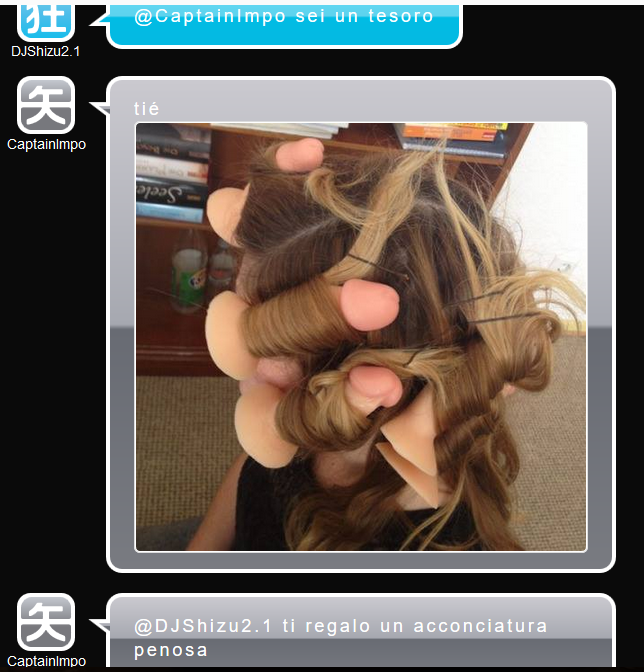 狂
@CaptainImpo sei un tesoro
DJShizu2.1
矢
tié
CaptainImpo
Seele
矢
@DJShizu2.1 ti regalo un acconciatura
penosa
CaptainImpo